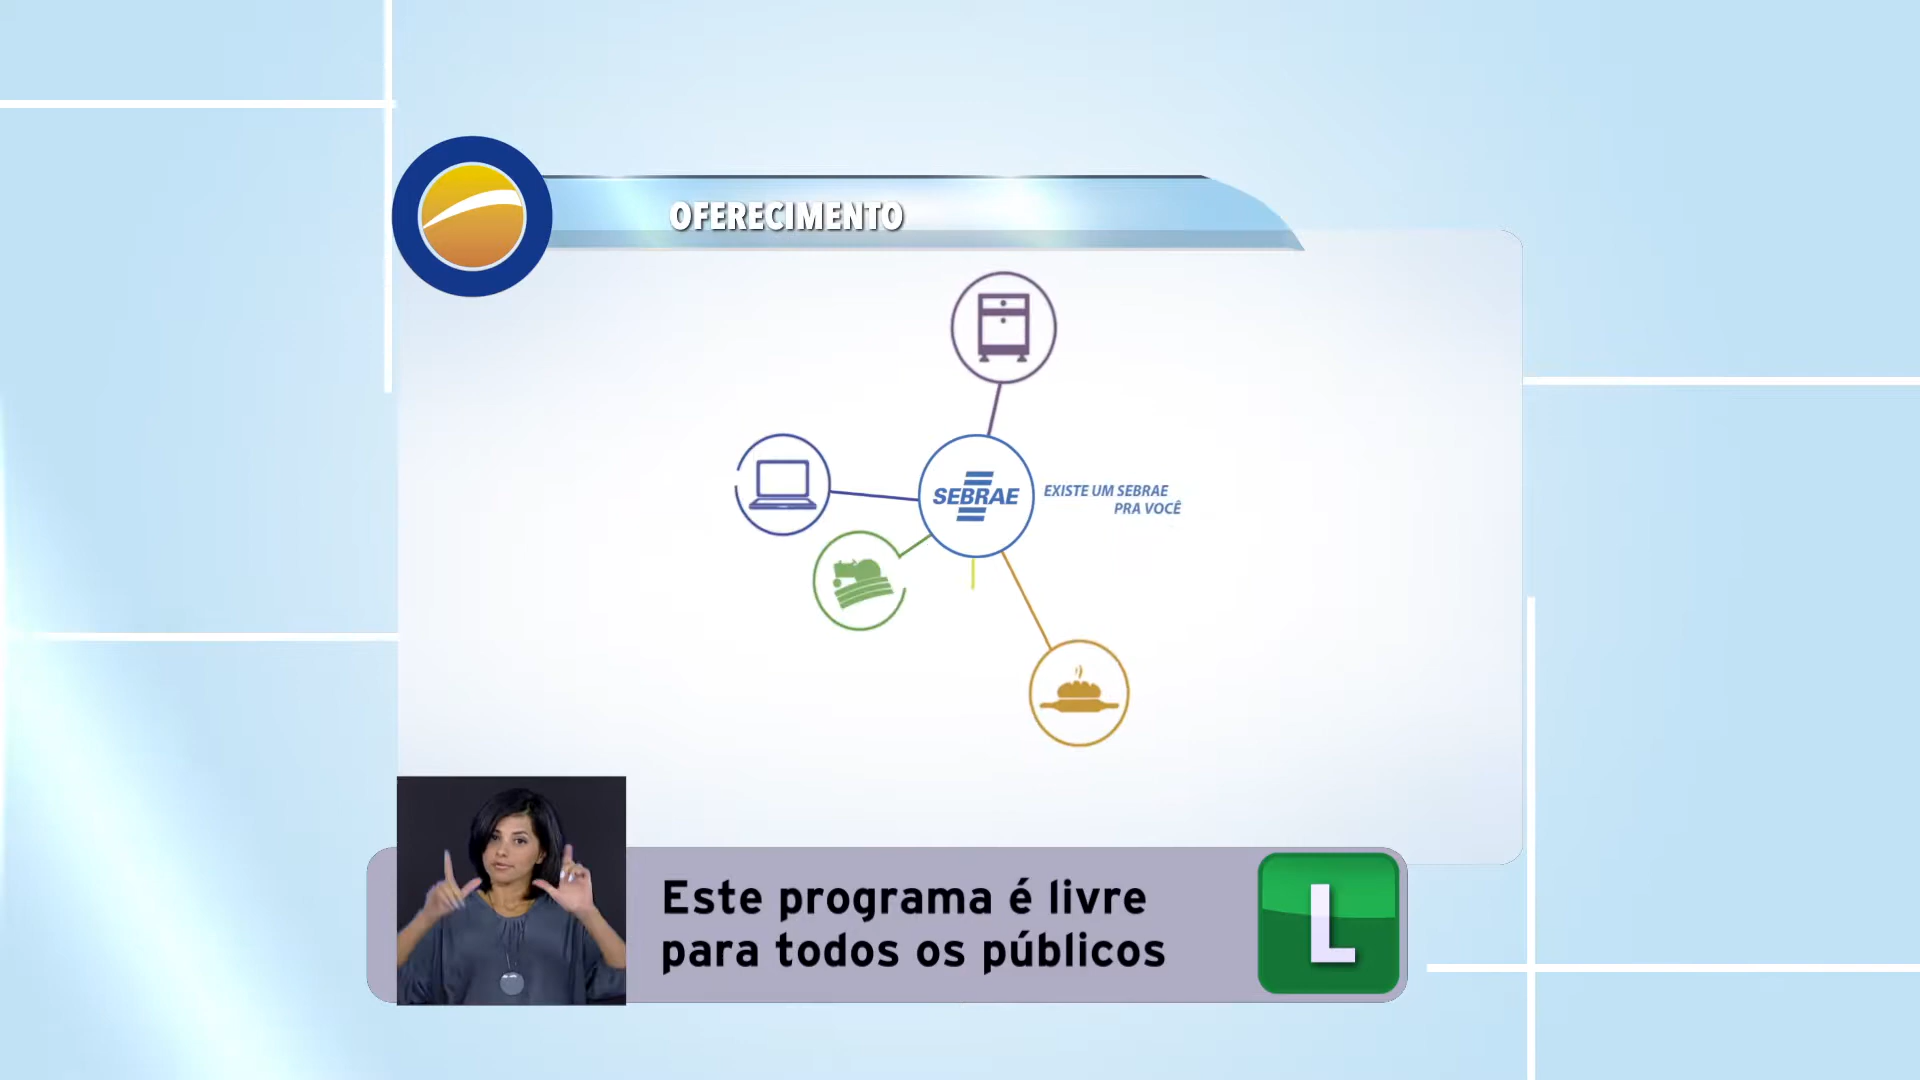 OFERECIMENTO
SEBRAE
EXISTE UM SEBRAE
PRA VOCÊ
Este programa é livre
para todos os públicos
L